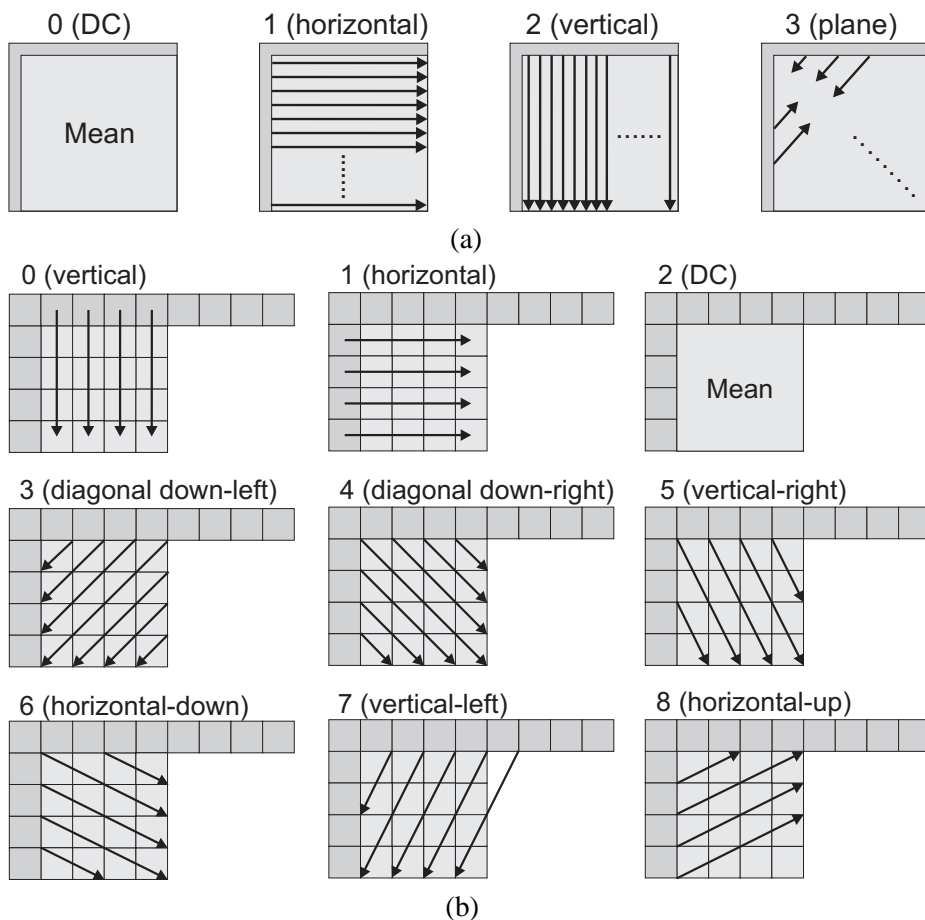 0 (DC) 1 (horizontal) 2 (vertical) 3 (plane)
Mean
(a)
0 (vertical) 1 (horizontal) 2 (DC)
Mean
3 (diagonal down-left) 4 (diagonal down-right) 5 (vertical-right)
6 (horizontal-down) 7 (vertical-left) 8 (horizontal-up)
(b)